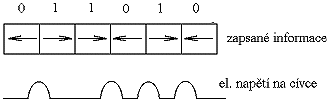 0 1 1 0 1 0
zapsané informace
el. napětí na cívce